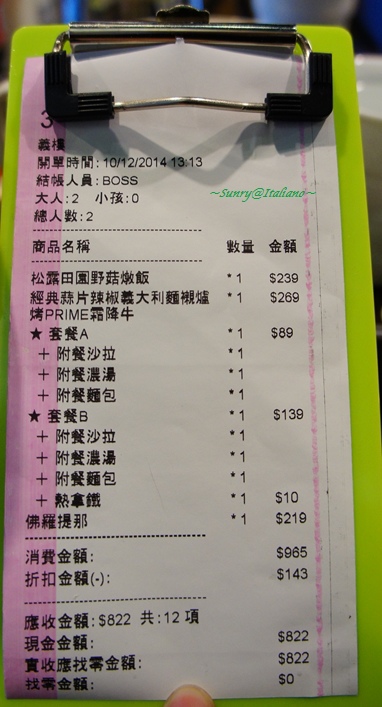 3
義樓
開單時間: 10/12/2014 13:13
結帳人員: BOSS
~Sunry@Italiano~
大人: 2 小孩: 0
總人數: 2
商品名稱 數量 金額
松露田園野菇燉飯 *1 $239
經典蒜片辣椒義大利麵襯爐 *1 $269
烤PRIME霜降牛
★ 套餐A *1 $89
+ 附餐沙拉 *1
+ 附餐濃湯 *1
+ 附餐麵包 *1
★ 套餐B *1 $139
+ 附餐沙拉 *1
+ 附餐濃湯 *1
+ 附餐麵包 *1
+ 熱拿鐵 *1 $10
佛羅提那 *1 $219
消費金額: $965
折扣金額(-): $143
應收金額: $822 共: 12 項
現金金額: $822
實收應找零金額: $822
找零金額: $0